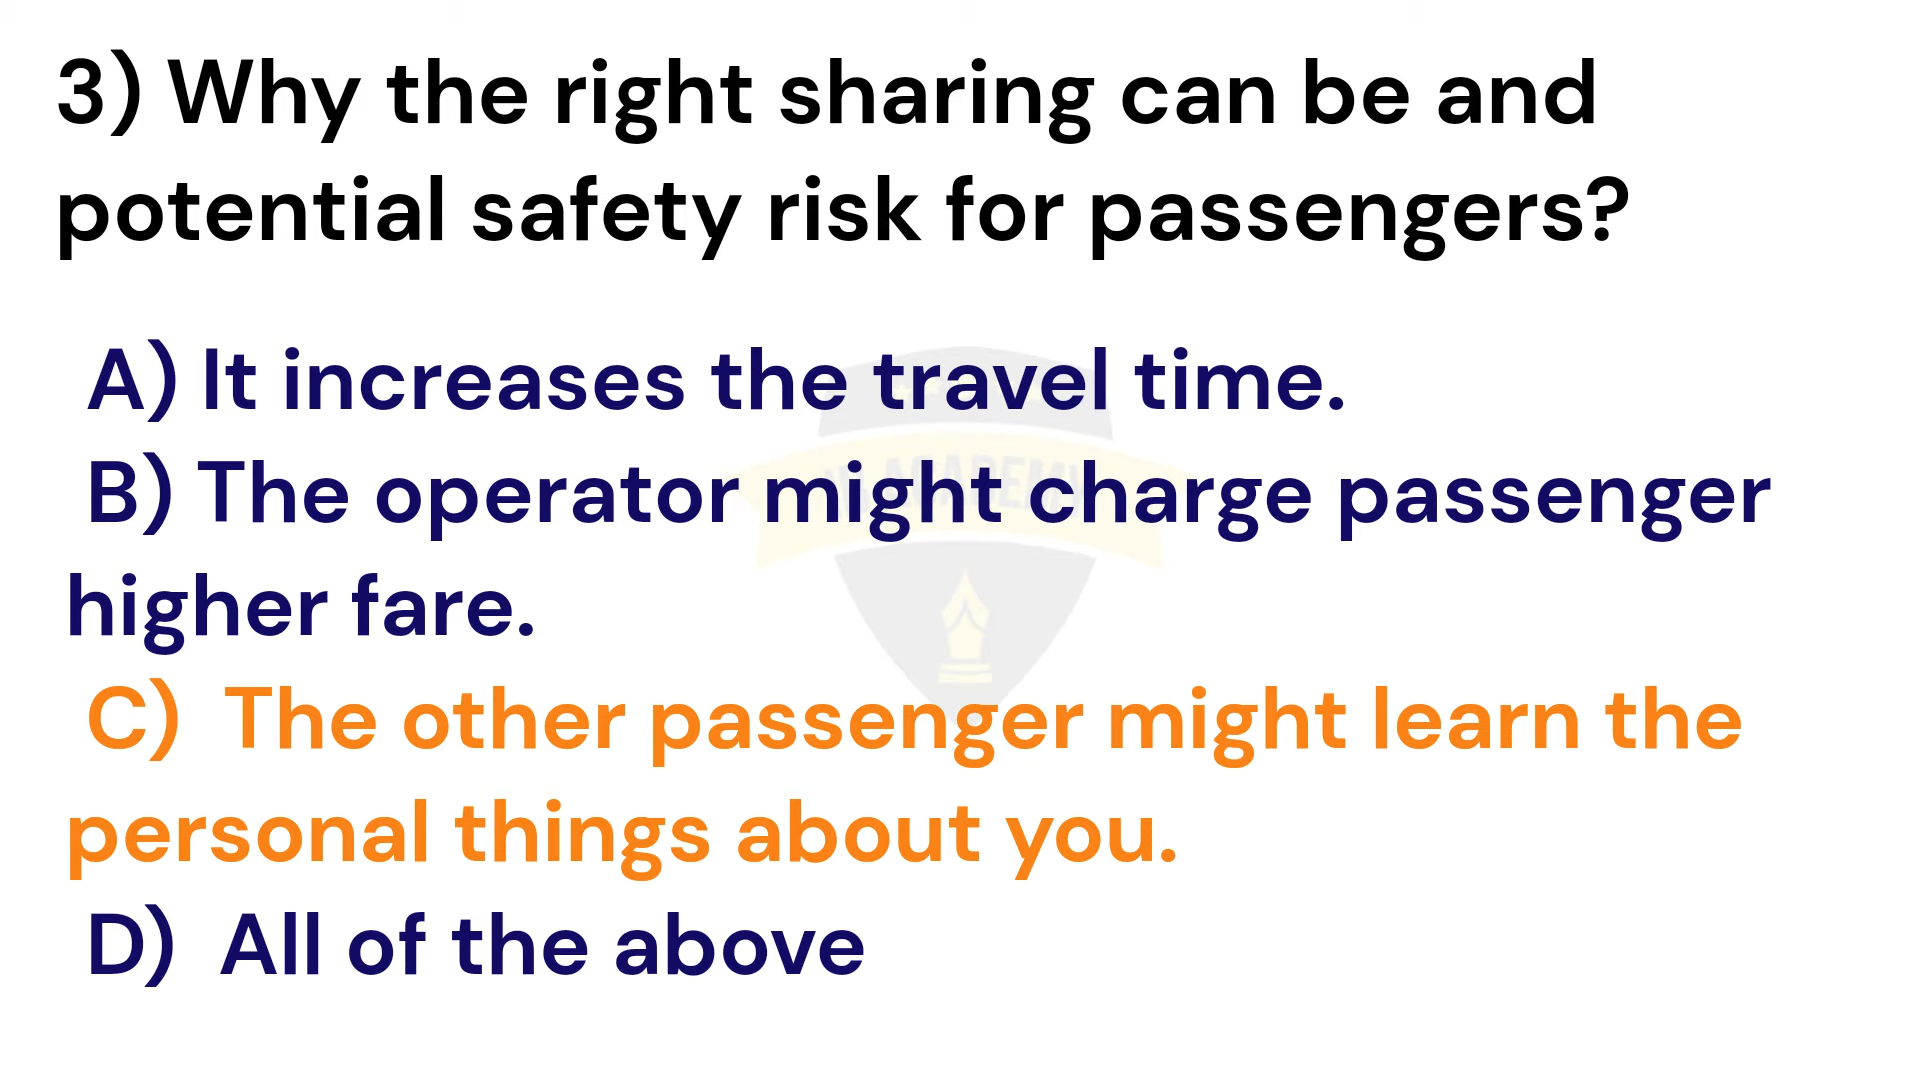 3) Why the right sharing can be and
potential safety risk for passengers?
A) It increases the travel time.
B) The operator might charge passenger
higher fare.
C) The other passenger might learn the
personal things about you.
D) All of the above
ACADEMY